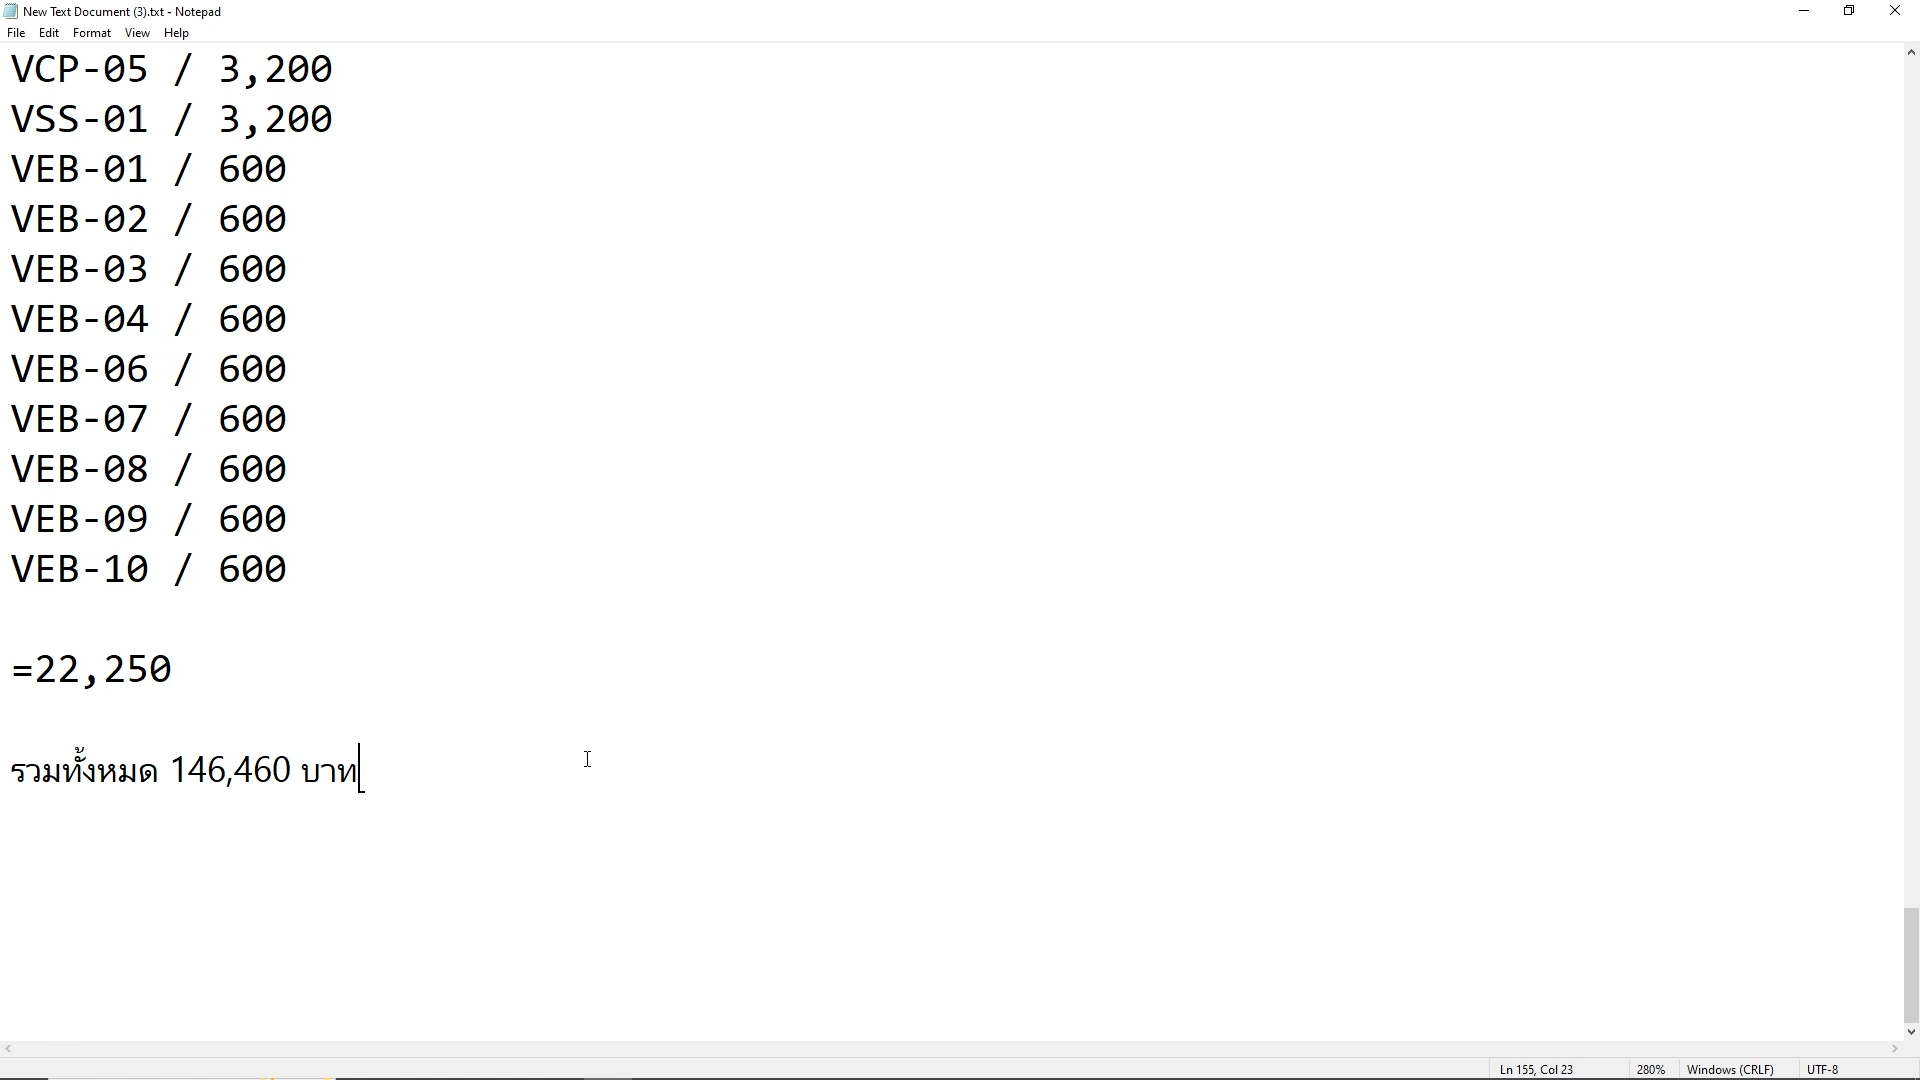 New Text Document (3).txt - Notepad
File Edit Format View Help
VCP-05 / 3,200
VSS-01 / 3,200
VEB-01 / 600
VEB-02 / 600
VEB-03 / 600
VEB-04 / 600
VEB-06 / 600
VEB-07 / 600
VEB-08 / 600
VEB-09 / 600
VEB-10 / 600
=22,250
รวมทั้งหมด 146,460 บาท
Ln 155, Col 23 280% Windows (CRLF) UTF-8